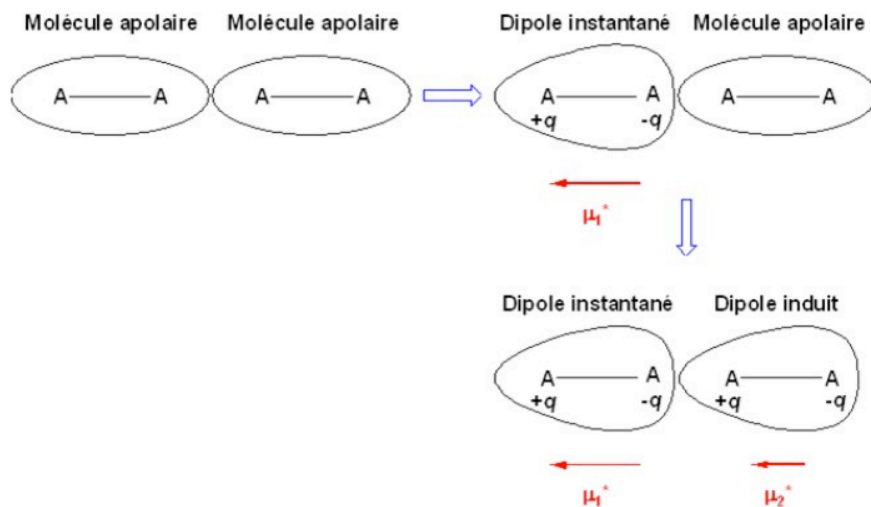 Molécule apolaire Molécule apolaire
A A A A
Dipole instantané Molécule apolaire
A A A A
+q -q
μ₁*
Dipole instantané Dipole induit
A A A A
+q -q +q -q
μ₁* μ₂*